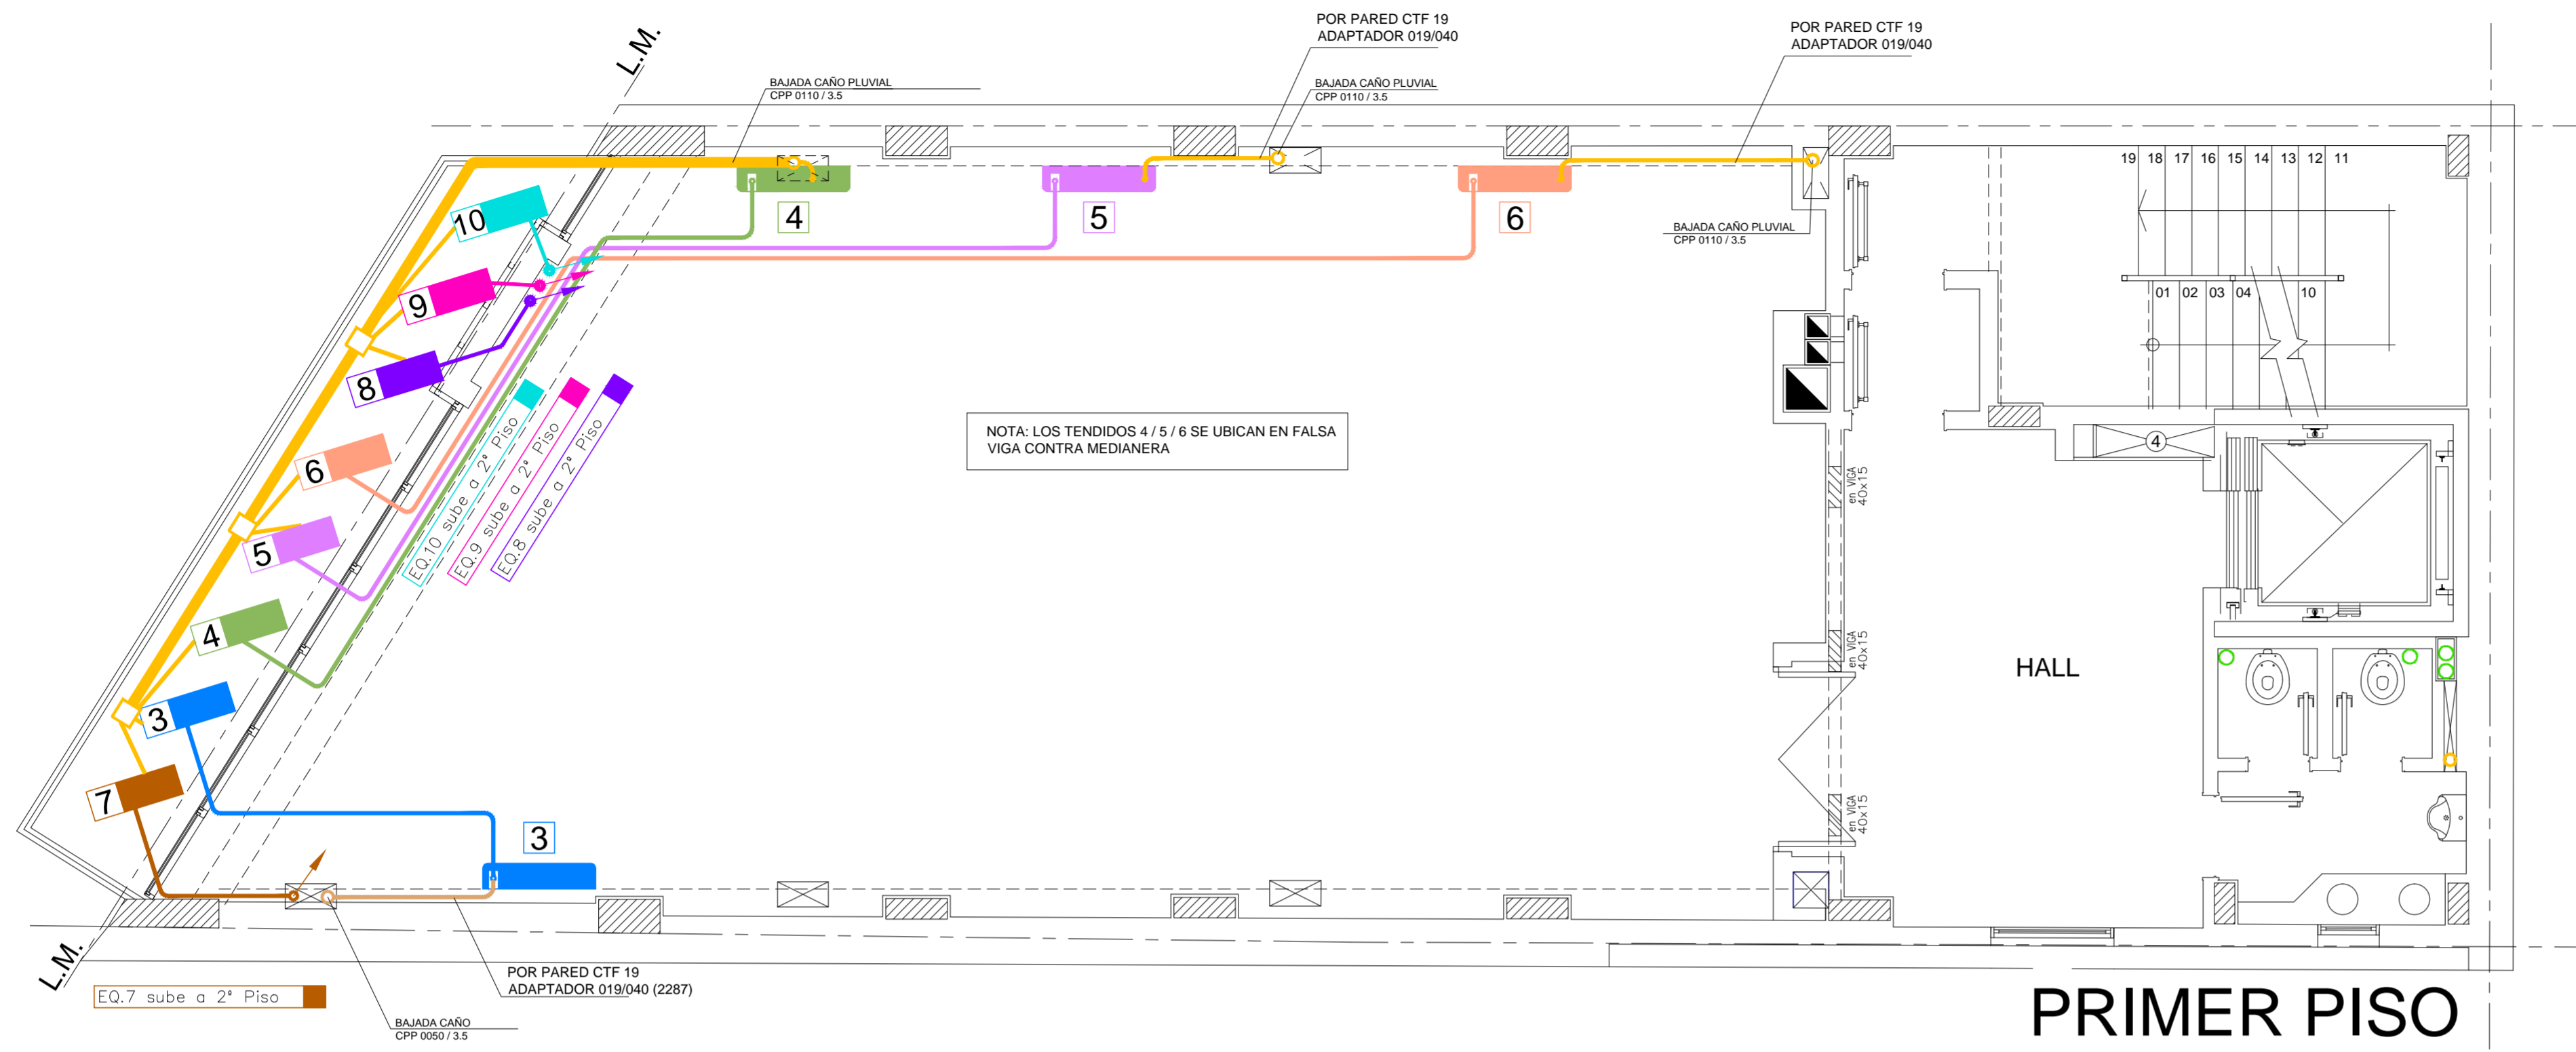 POR PARED CTF 19
ADAPTADOR 019/040
POR PARED CTF 19
ADAPTADOR 019/040
L.M.
BAJADA CAÑO PLUVIAL
CPP 0110 / 3.5
BAJADA CAÑO PLUVIAL
CPP 0110 / 3.5
19 18 17 16 15 14 13 12 11
10
4
5
6
BAJADA CAÑO PLUVIAL
CPP 0110 / 3.5
9
01 02 03 04 10
8
EQ.10 sube a 2° Piso
EQ.9 sube a 2° Piso
EQ.8 sube a 2° Piso
NOTA: LOS TENDIDOS 4 / 5 / 6 SE UBICAN EN FALSA
VIGA CONTRA MEDIANERA
4
6
en VIGA
40x15
5
4
en VIGA
40x15
HALL
3
7
3
en VIGA
40x15
L.M.
POR PARED CTF 19
ADAPTADOR 019/040 (2287)
EQ.7 sube a 2° Piso
BAJADA CAÑO
CPP 0050 / 3.5
PRIMER PISO